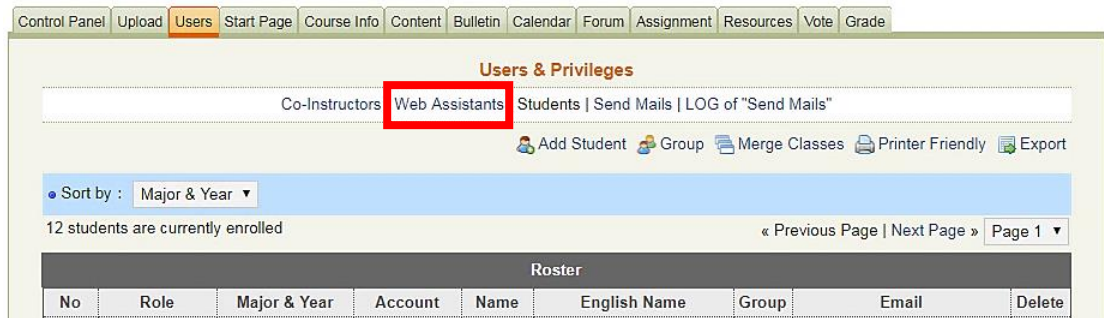 Control Panel Upload Users Start Page Course Info Content Bulletin Calendar Forum Assignment Resources Vote Grade
Users & Privileges
Co-Instructors Web Assistants Students | Send Mails | LOG of "Send Mails"
Add Student Group Merge Classes Printer Friendly Export
Sort by : Major & Year ▼
12 students are currently enrolled « Previous Page | Next Page » Page 1 ▼
Roster
No Role Major & Year Account Name English Name Group Email Delete